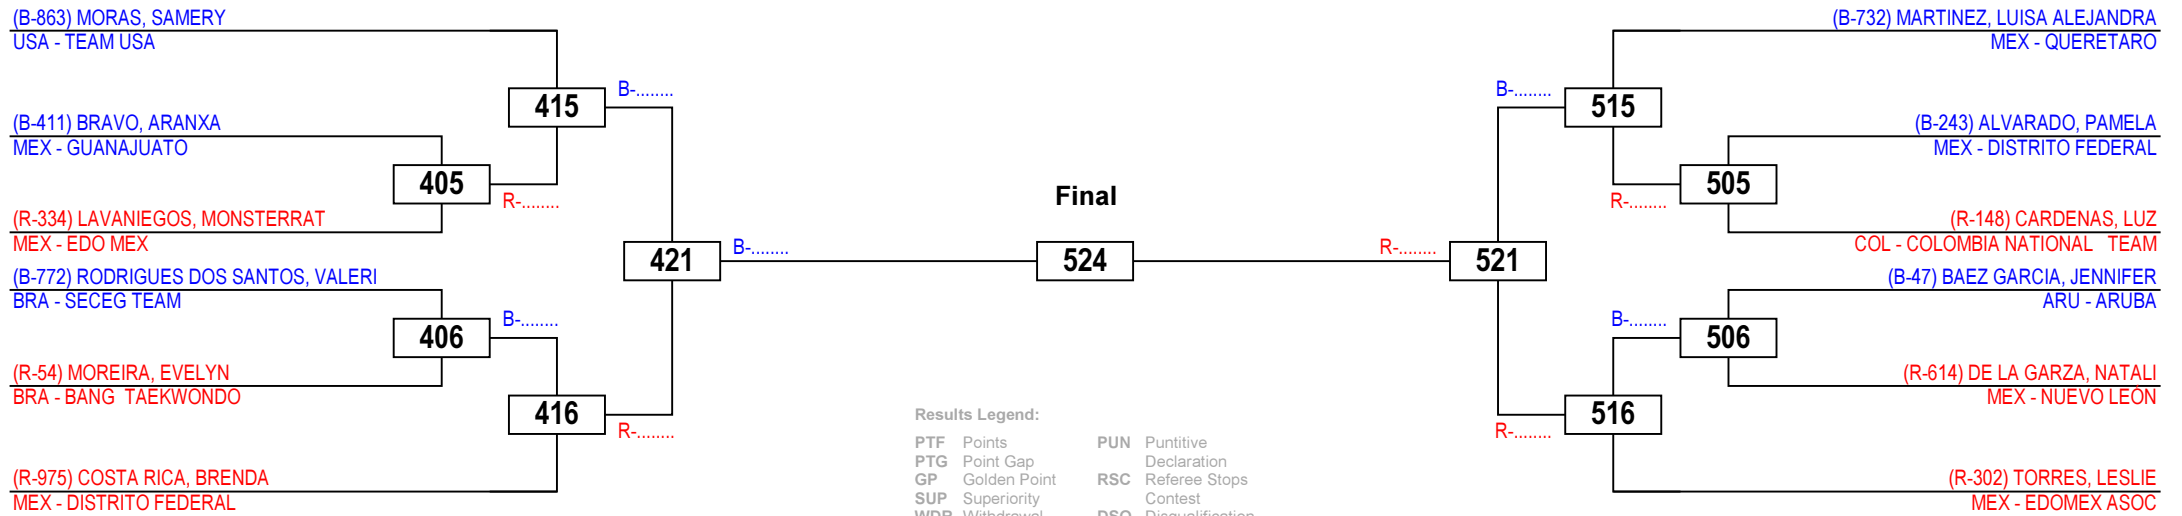 (B-863) MORAS, SAMERY
USA - TEAM USA
(B-411) BRAVO, ARANXA
MEX - GUANAJUATO
(R-334) LAVANIEGOS, MONSTERRAT
MEX - EDO MEX
(B-772) RODRIGUES DOS SANTOS, VALERI
BRA - SECEG TEAM
(R-54) MOREIRA, EVELYN
BRA - BANG TAEKWONDO
(R-975) COSTA RICA, BRENDA
MEX - DISTRITO FEDERAL
405
R-........
406
B-........
415
B-........
416
R-........
421
B-........
Final
524
R-........
521
B-........
515
R-........
505
B-........
506
R-........
516
(B-732) MARTINEZ, LUISA ALEJANDRA
MEX - QUERETARO
(B-243) ALVARADO, PAMELA
MEX - DISTRITO FEDERAL
(R-148) CARDENAS, LUZ
COL - COLOMBIA NATIONAL TEAM
(B-47) BAEZ GARCIA, JENNIFER
ARU - ARUBA
(R-614) DE LA GARZA, NATALI
MEX - NUEVO LEÓN
(R-302) TORRES, LESLIE
MEX - EDOMEX ASOC
Results Legend:
PTF Points
PTG Point Gap
GP Golden Point
SUP Superiority
WDR Withdrawal
PUN Puntitive
Declaration
RSC Referee Stops
Contest
DSQ Disqualification